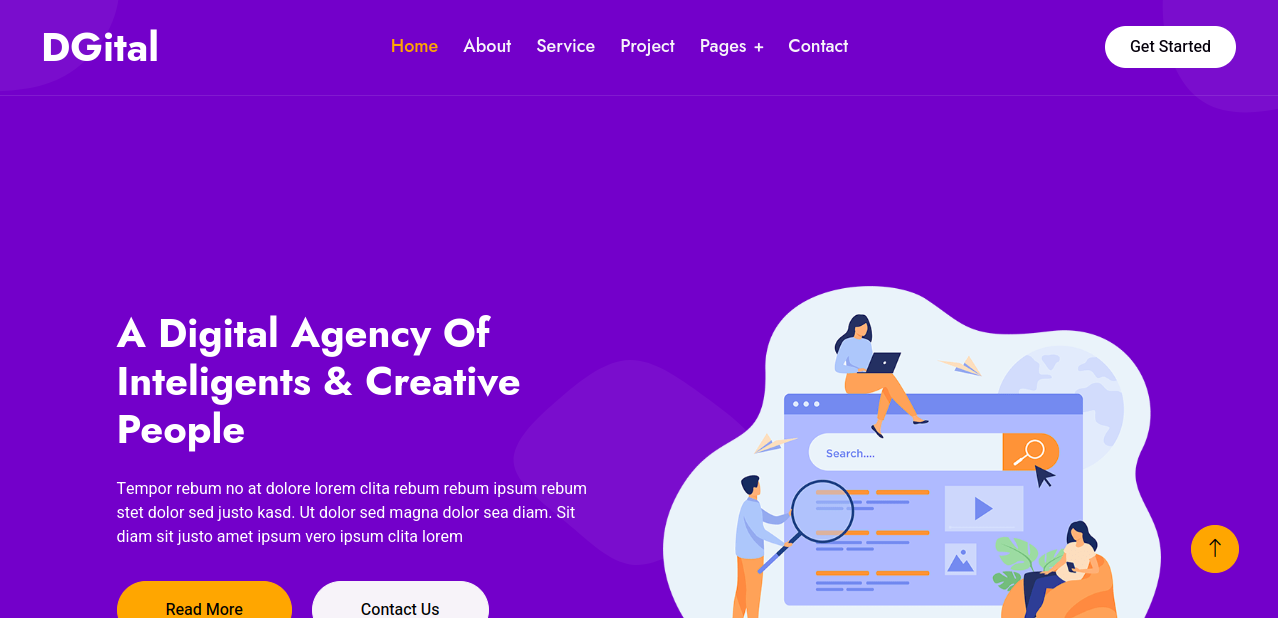 DGital
Home About Service Project Pages + Contact
Get Started
A Digital Agency Of
Inteligents & Creative
People
Tempor rebum no at dolore lorem clita rebum rebum ipsum rebum
stet dolor sed justo kasd. Ut dolor sed magna dolor sea diam. Sit
diam sit justo amet ipsum vero ipsum clita lorem
Read More
Contact Us
Search....